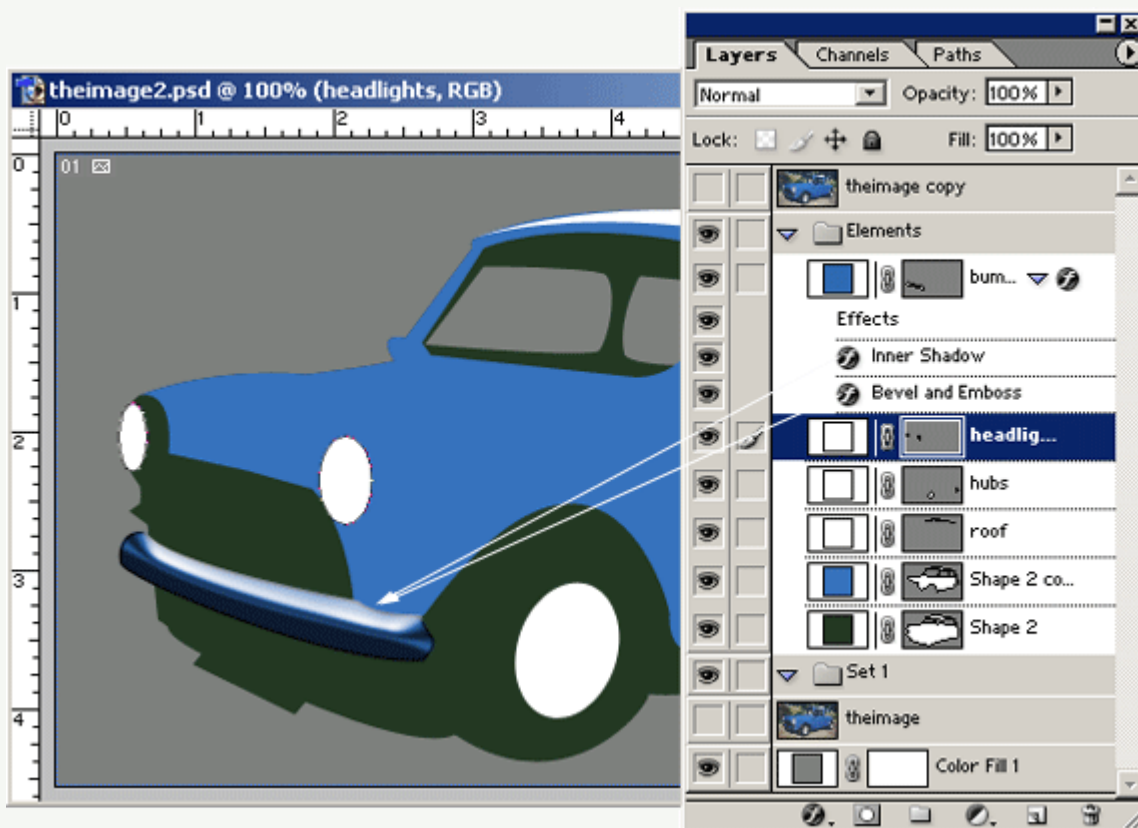 Layers Channels Paths
theimage2.psd @ 100% (headlights, RGB)
Normal Opacity: 100%
0 1 2 3 4
Lock: Fill: 100%
0
01
theimage copy
Elements
bum...
1
Effects
Inner Shadow
Bevel and Emboss
2
headlig...
hubs
roof
3
Shape 2 co...
Shape 2
Set 1
4
theimage
Color Fill 1